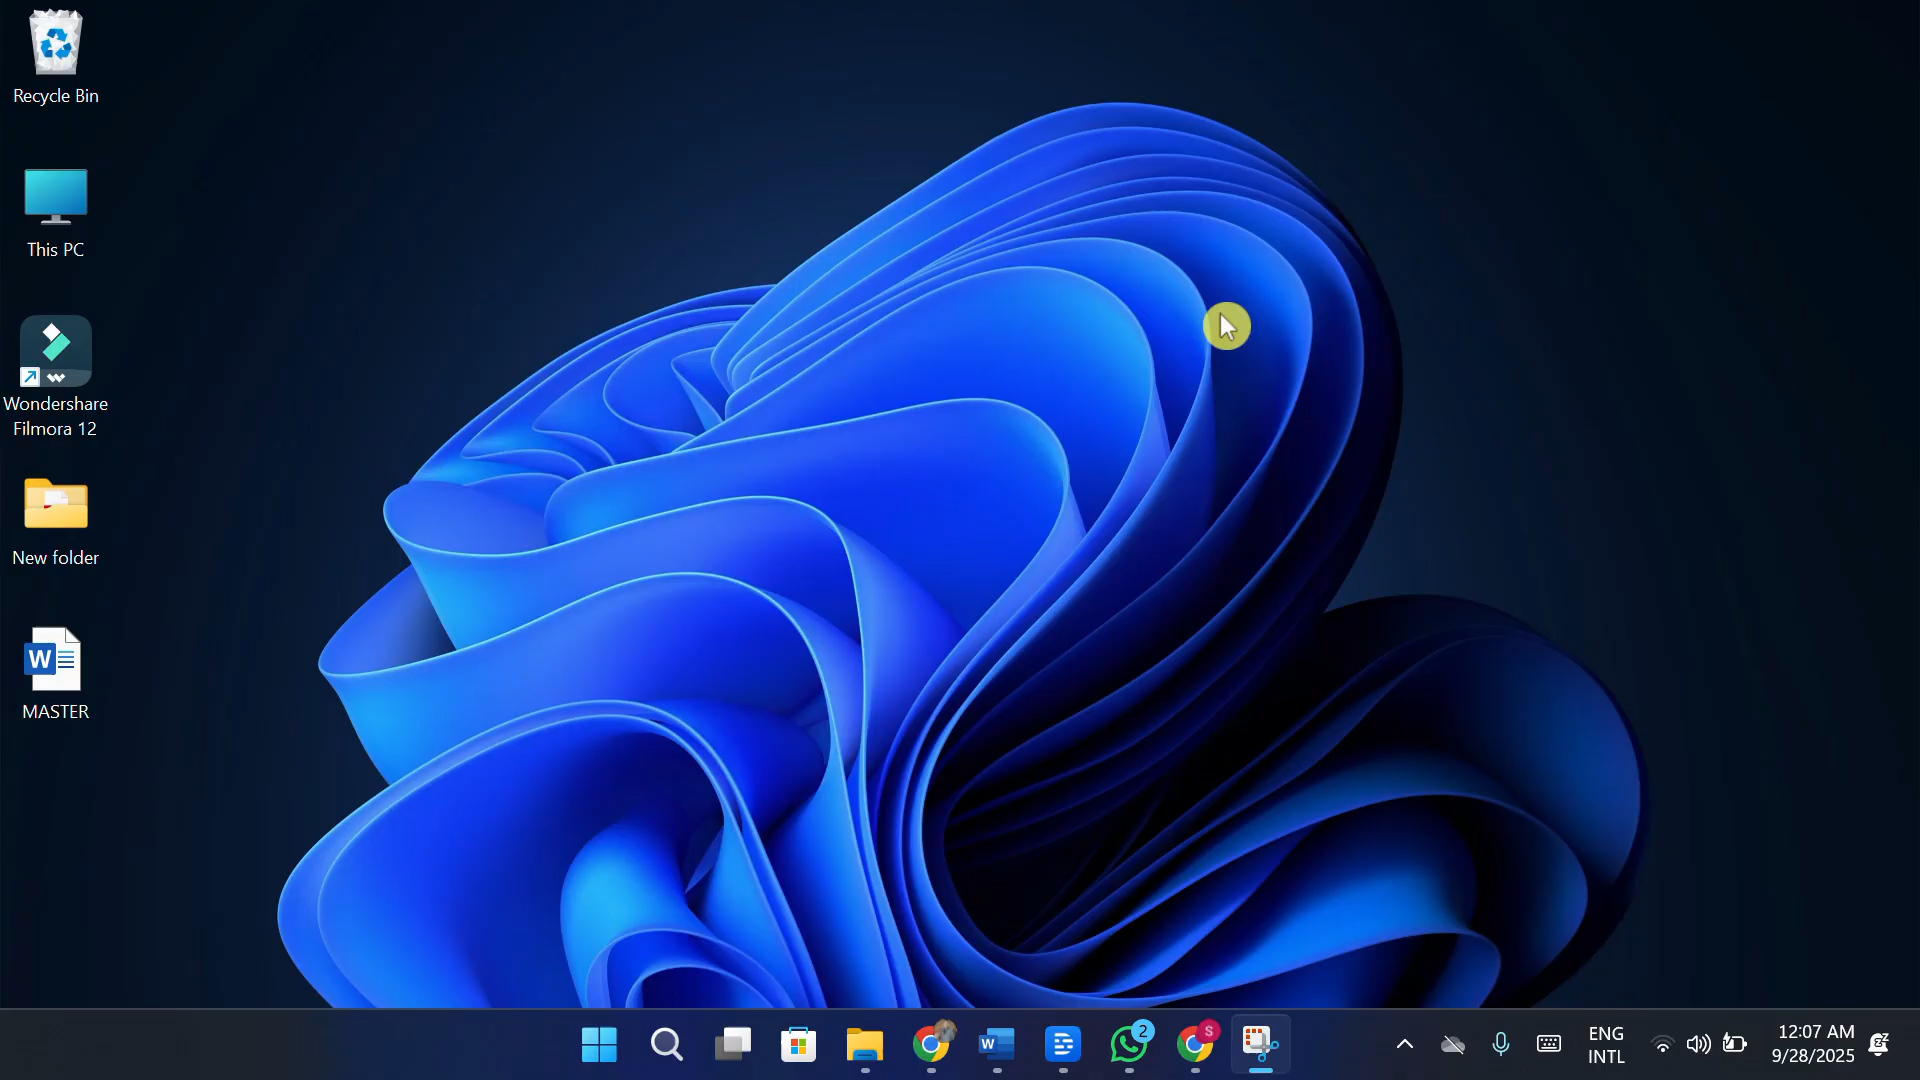 Recycle Bin
This PC
Wondershare
Filmora 12
New folder
W
MASTER
W
2
S
ENG
INTL
12:07 AM
9/28/2025